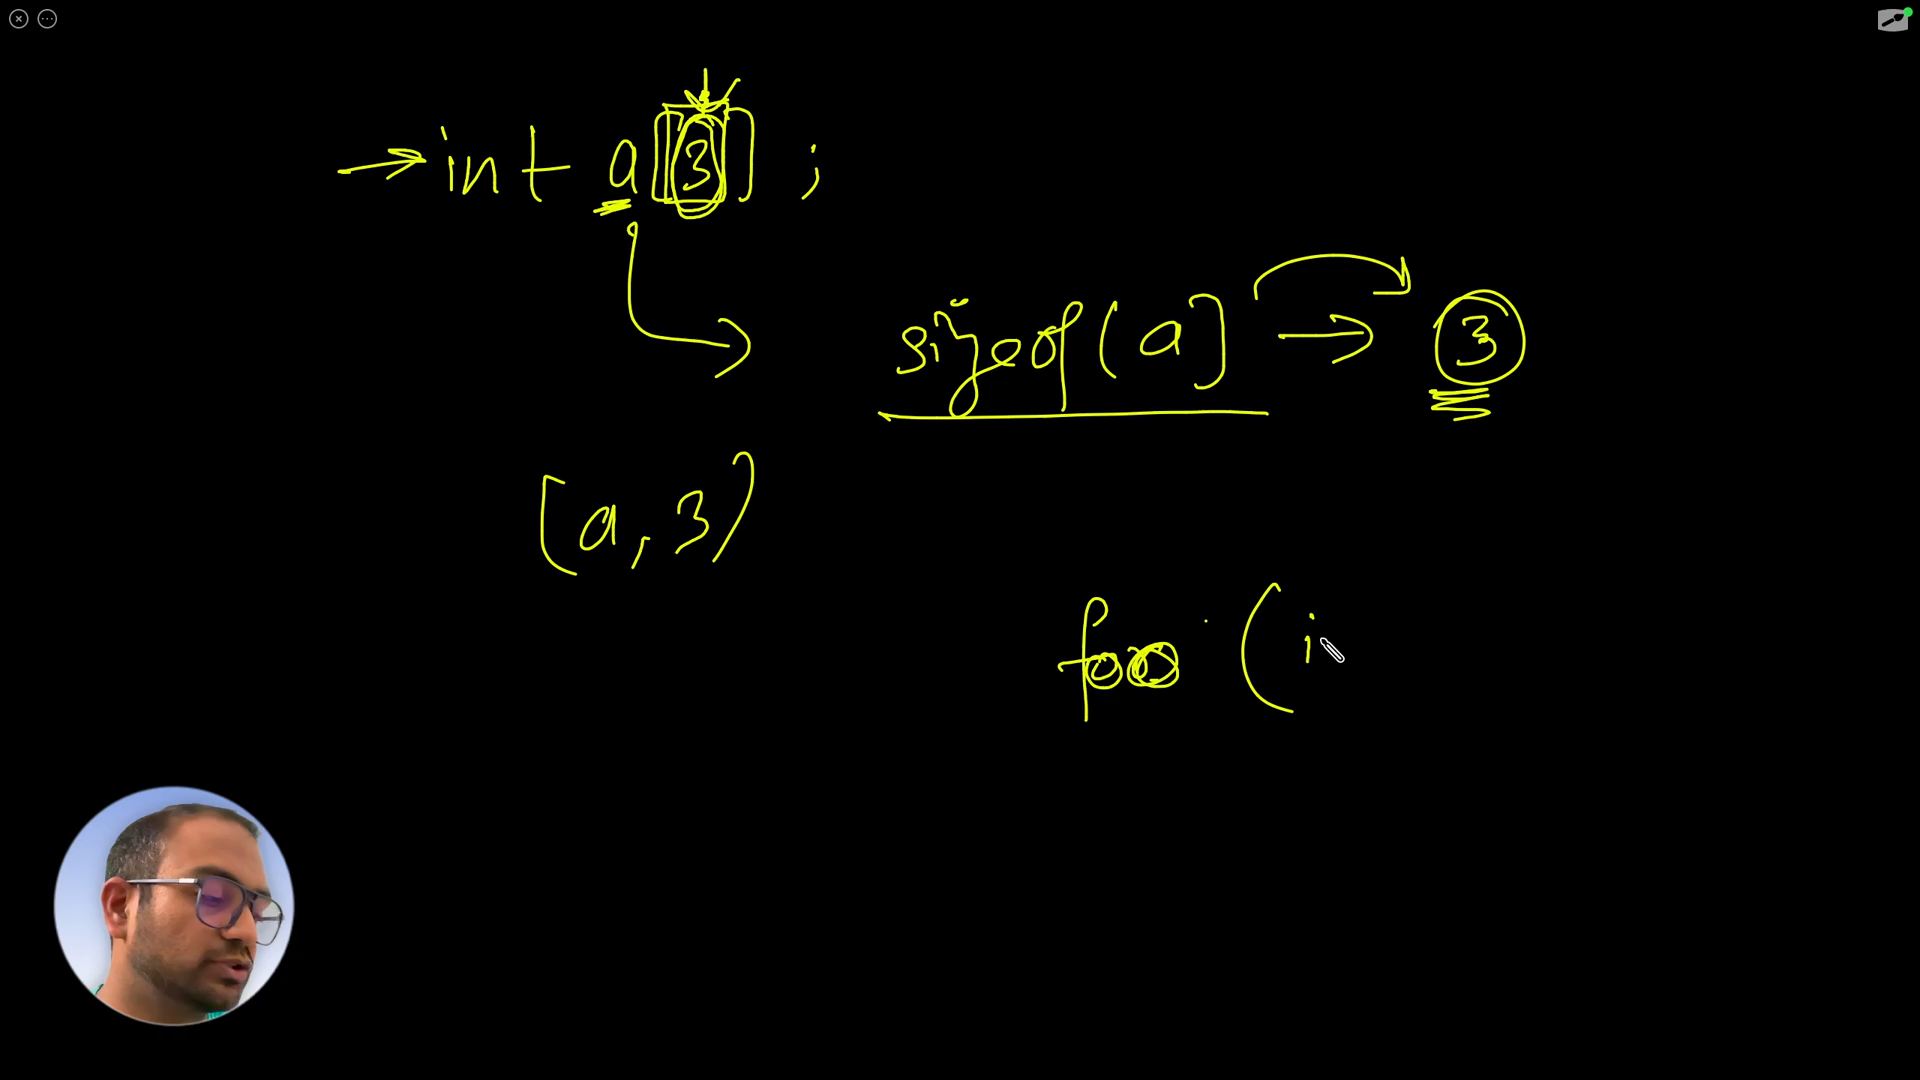 → int a[3];
sizeof(a] → 3
[a, 3)
foo (i